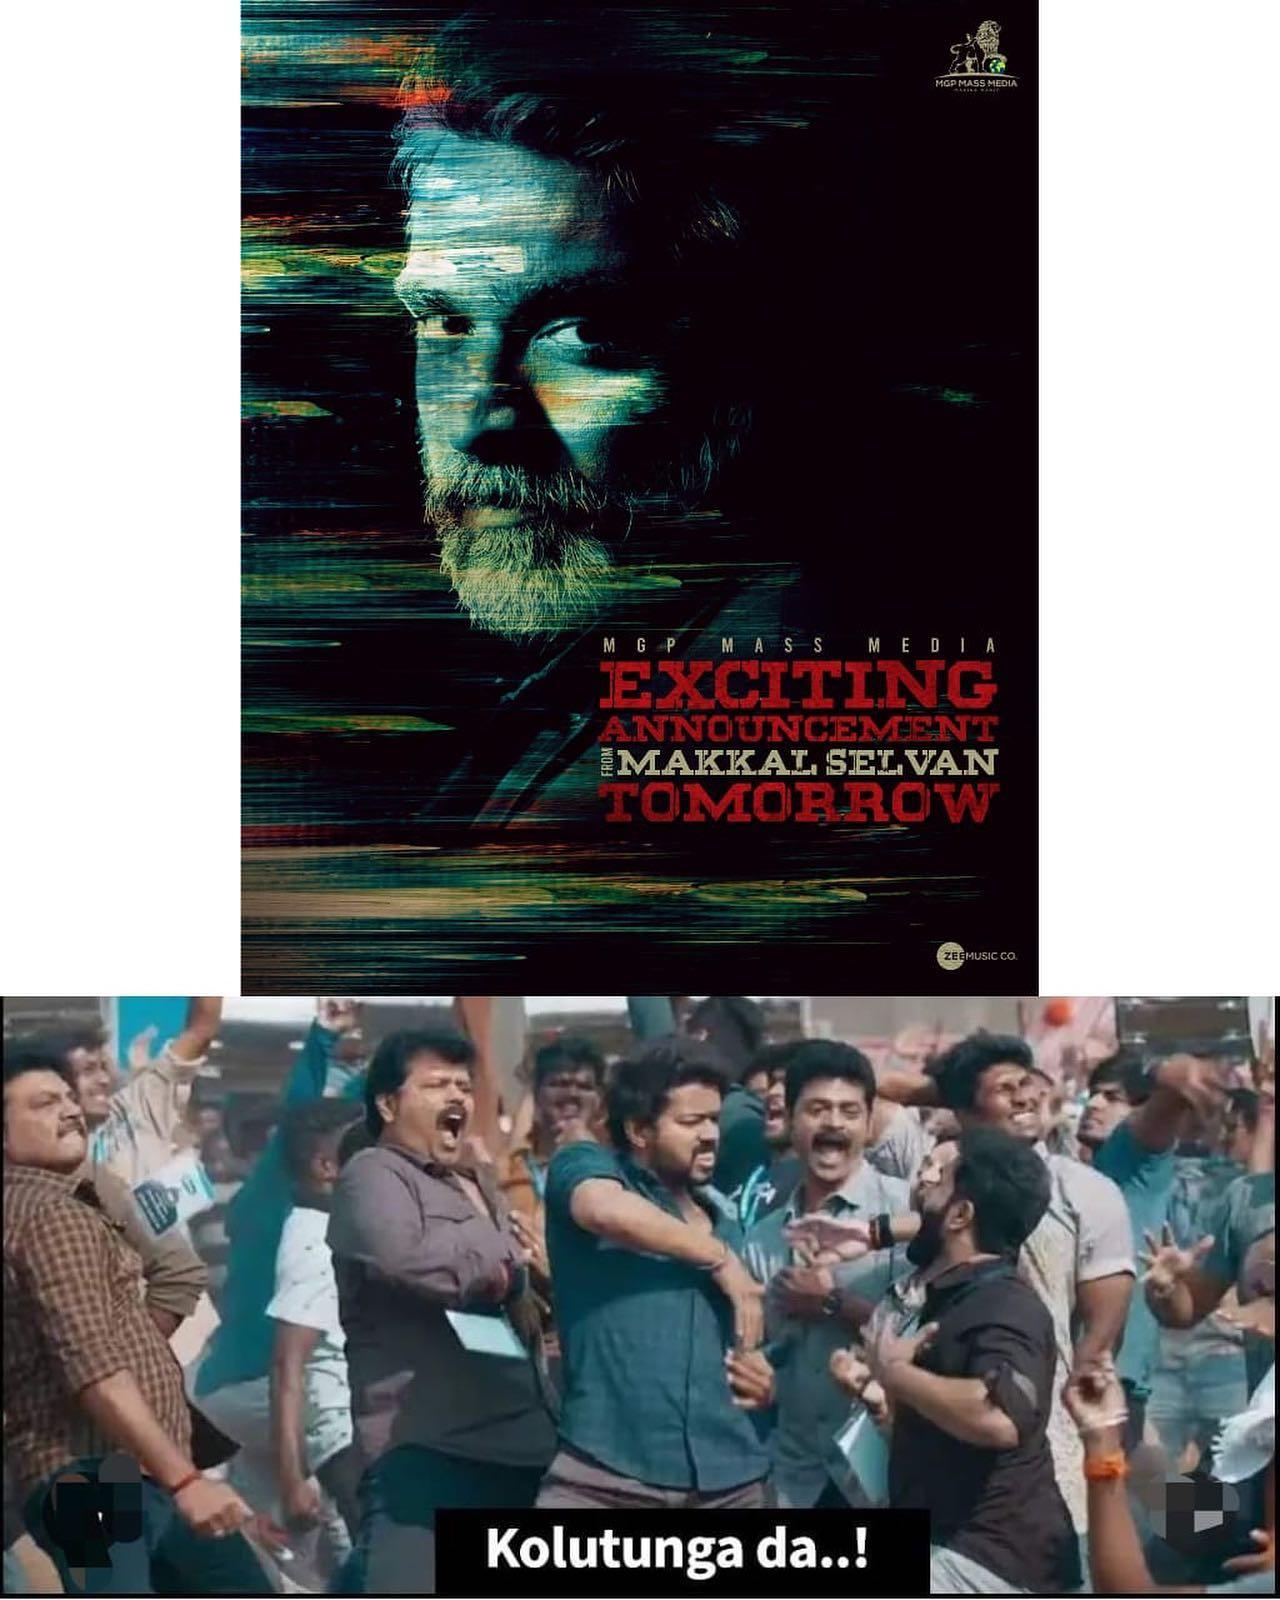 MGP MASS MEDIA
MGP MASS MEDIA
EXCITING
ANNOUNCEMENT
FROM MAKKAL SELVAN
TOMORROW
ZEE MUSIC CO.
Kolutunga da..!